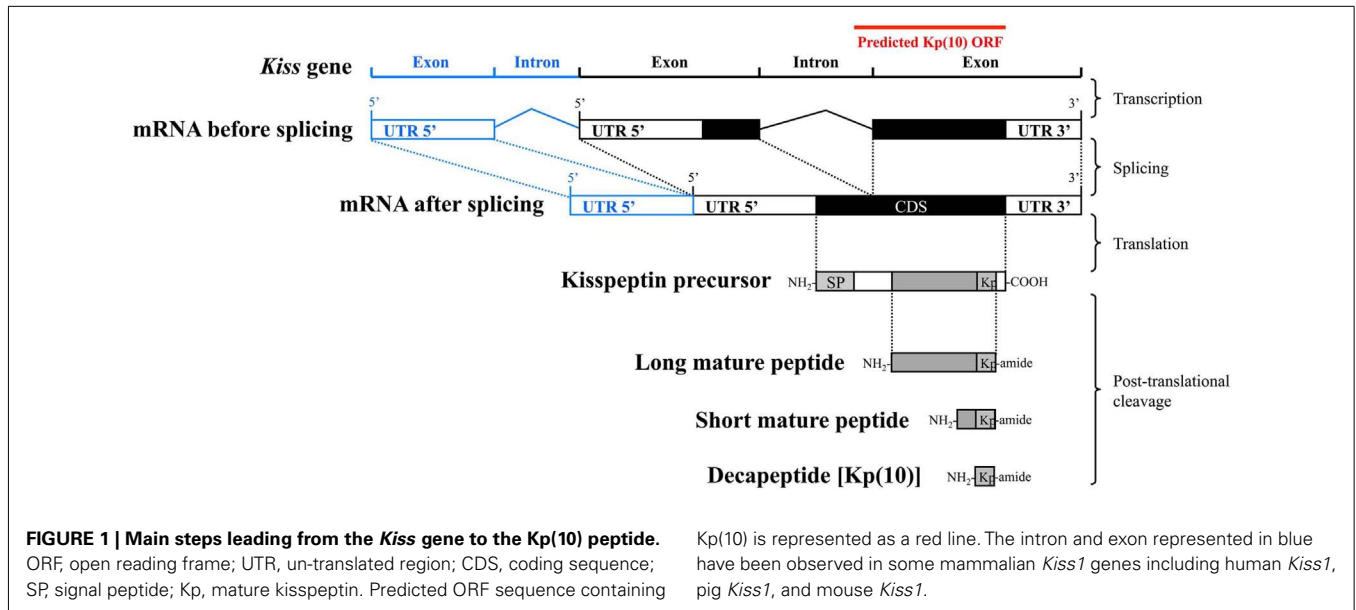 Predicted Kp(10) ORF
Kiss gene
Exon
Intron
Exon
Intron
Exon
Transcription
5’
5’
3’
mRNA before splicing
UTR 5’
UTR 5’
UTR 3’
Splicing
5’
5’
3’
mRNA after splicing
UTR 5’
UTR 5’
CDS
UTR 3’
Translation
Kisspeptin precursor
NH2-
SP
Kp
-COOH
Long mature peptide
NH2-
Kp
-amide
Post-translational
cleavage
Short mature peptide
NH2-
Kp
-amide
Decapeptide [Kp(10)]
NH2-
Kp
-amide
FIGURE 1 | Main steps leading from the Kiss gene to the Kp(10) peptide.
ORF, open reading frame; UTR, un-translated region; CDS, coding sequence;
SP, signal peptide; Kp, mature kisspeptin. Predicted ORF sequence containing
Kp(10) is represented as a red line. The intron and exon represented in blue
have been observed in some mammalian Kiss1 genes including human Kiss1,
pig Kiss1, and mouse Kiss1.